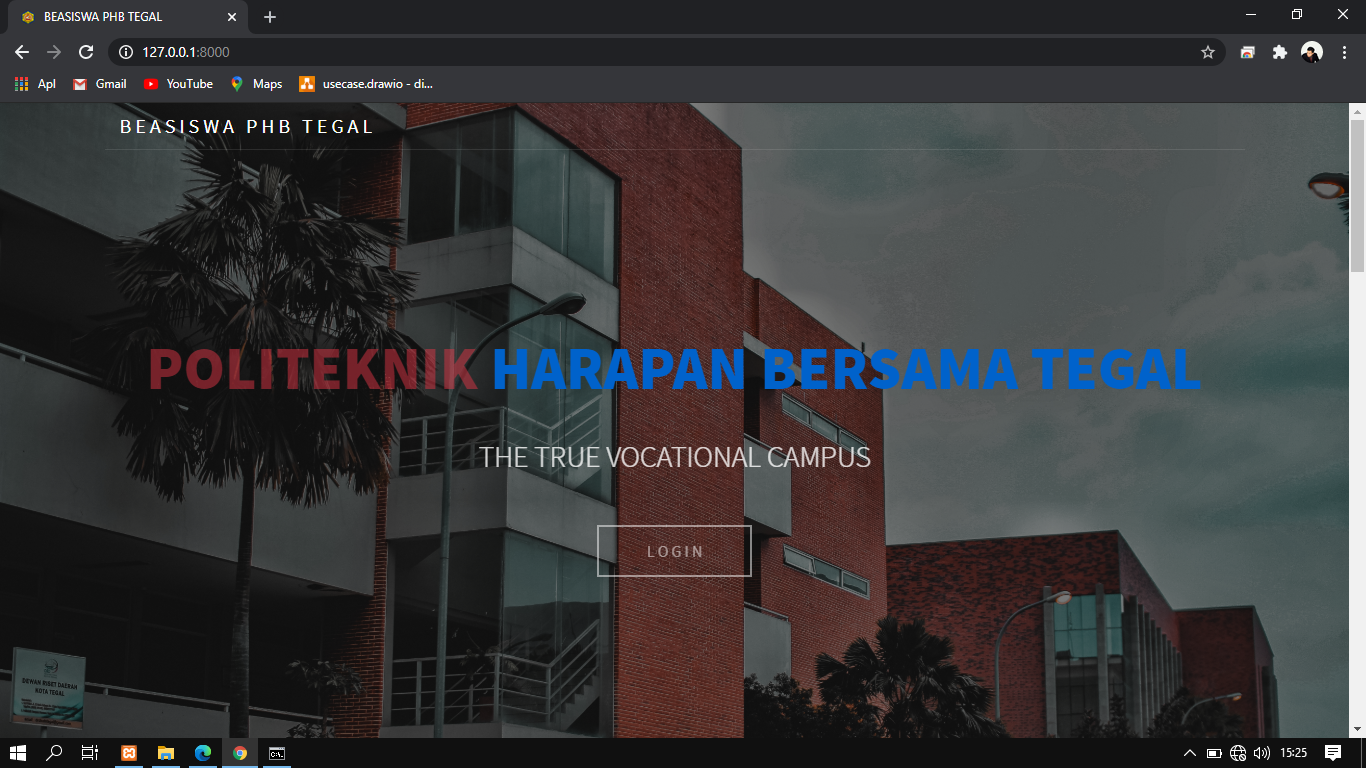 BEASISWA PHB TEGAL
127.0.0.1:8000
Apl
Gmail
YouTube
Maps
usecase.drawio - di...
BEASISWA PHB TEGAL
POLITEKNIK HARAPAN BERSAMA TEGAL
THE TRUE VOCATIONAL CAMPUS
LOGIN
DEWAN RISET DAERAH
KOTA TEGAL
15:25